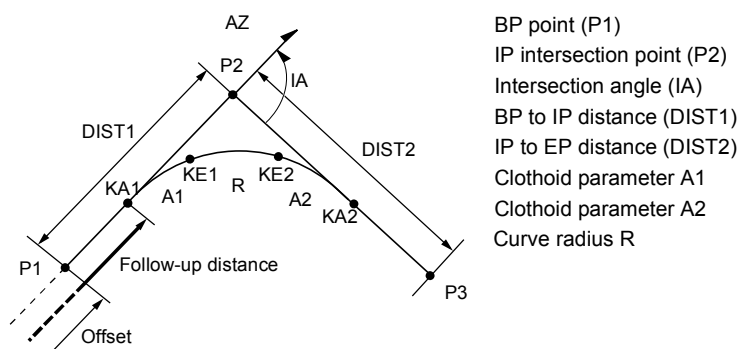 AZ
P2
IA
DIST1
DIST2
KE1
KE2
KA1
A1
R
A2
KA2
P1
Follow-up distance
P3
Offset
BP point (P1)
IP intersection point (P2)
Intersection angle (IA)
BP to IP distance (DIST1)
IP to EP distance (DIST2)
Clothoid parameter A1
Clothoid parameter A2
Curve radius R